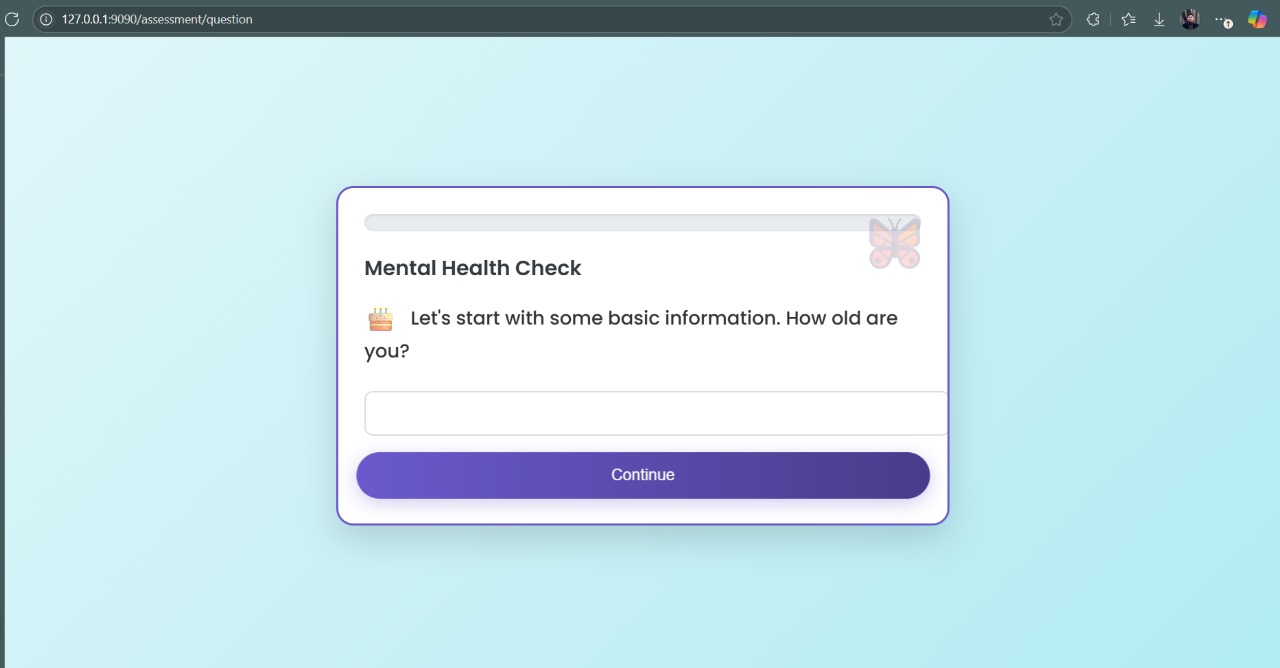 127.0.0.1:9090/assessment/question
Mental Health Check
Let's start with some basic information. How old are
you?
Continue